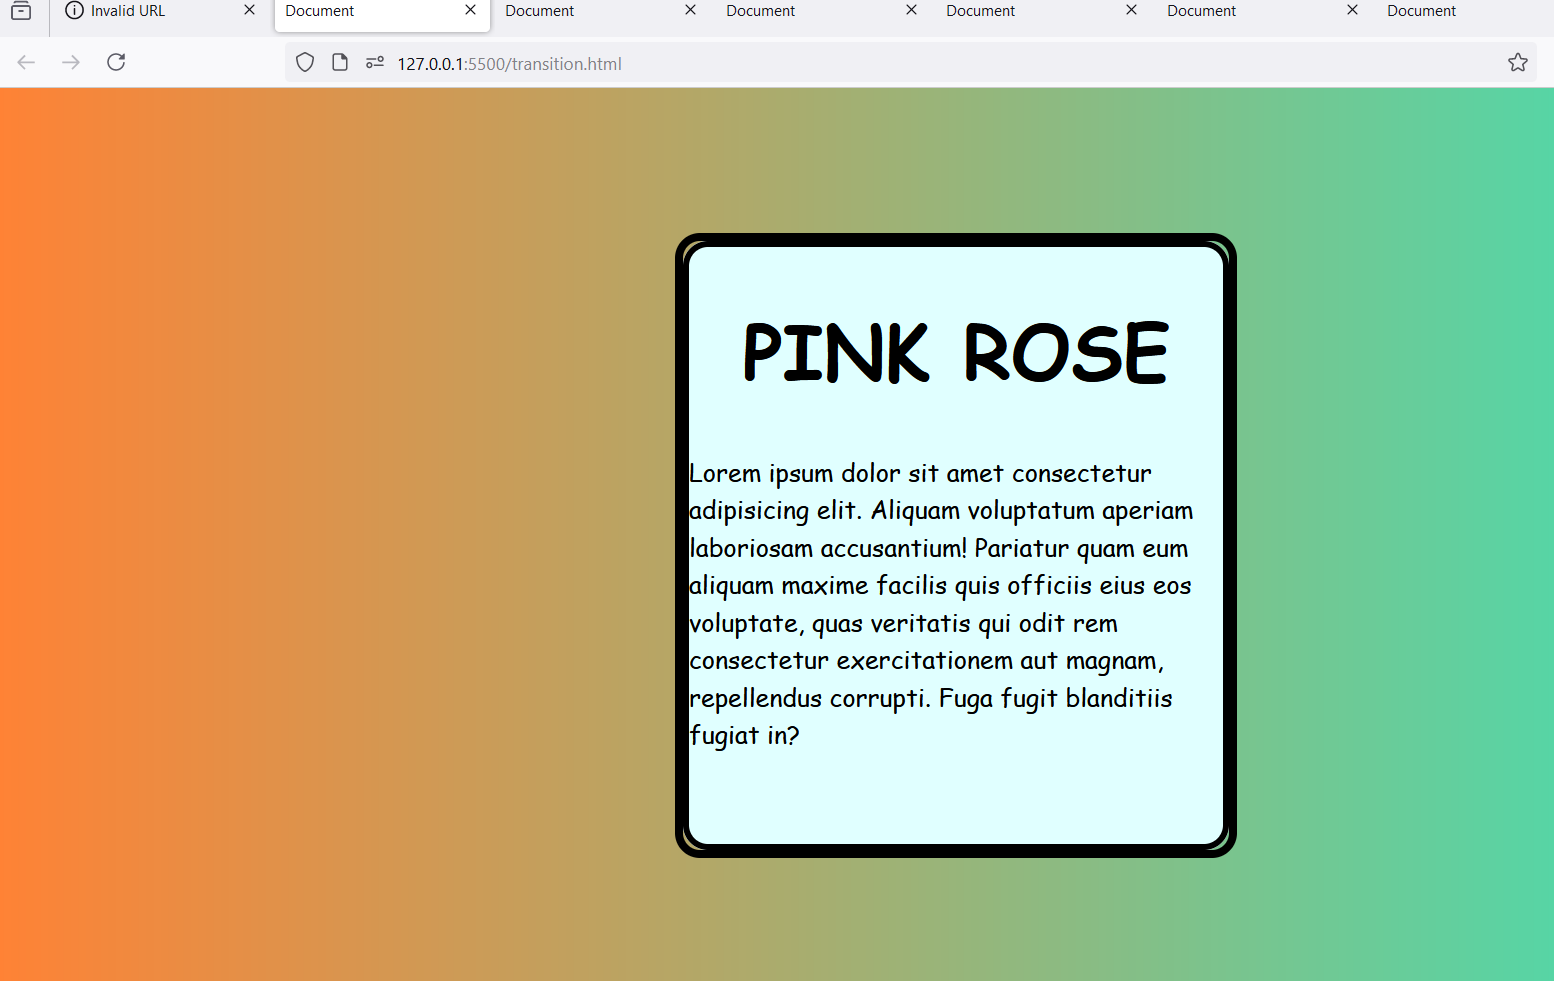 Invalid URL
Document
Document
Document
Document
Document
Document
127.0.0.1:5500/transition.html
PINK ROSE
Lorem ipsum dolor sit amet consectetur
adipisicing elit. Aliquam voluptatum aperiam
laboriosam accusantium! Pariatur quam eum
aliquam maxime facilis quis officiis eius eos
voluptate, quas veritatis qui odit rem
consectetur exercitationem aut magnam,
repellendus corrupti. Fuga fugit blanditiis
fugiat in?